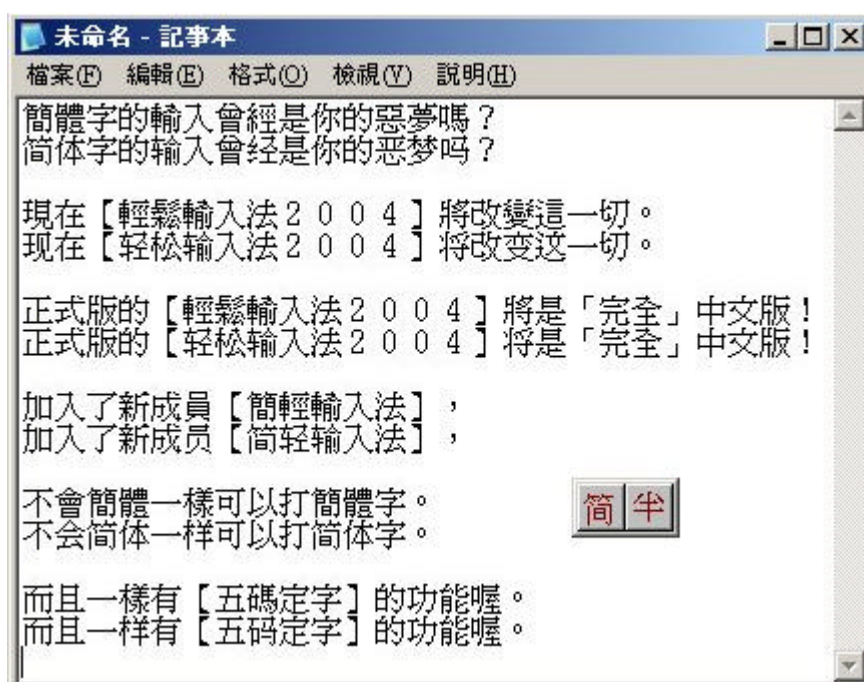 未命名 - 記事本
檔案(F) 編輯(E) 格式(O) 檢視(V) 説明(H)
簡體字的輸入曾經是你的惡夢嗎？
简体字的输入曾经是你的恶梦吗？
現在【輕鬆輸入法２００４】將改變這一切。
现在【轻松输入法２００４】将改变这一切。
正式版的【輕鬆輸入法２００４】將是「完全」中文版！
正式版的【轻松输入法２００４】将是「完全」中文版！
加入了新成員【簡輕輸入法】，
加入了新成员【简轻输入法】，
不會簡體一樣可以打簡體字。
不会简体一样可以打简体字。
简 半
而且一樣有【五碼定字】的功能喔。
而且一样有【五码定字】的功能喔。